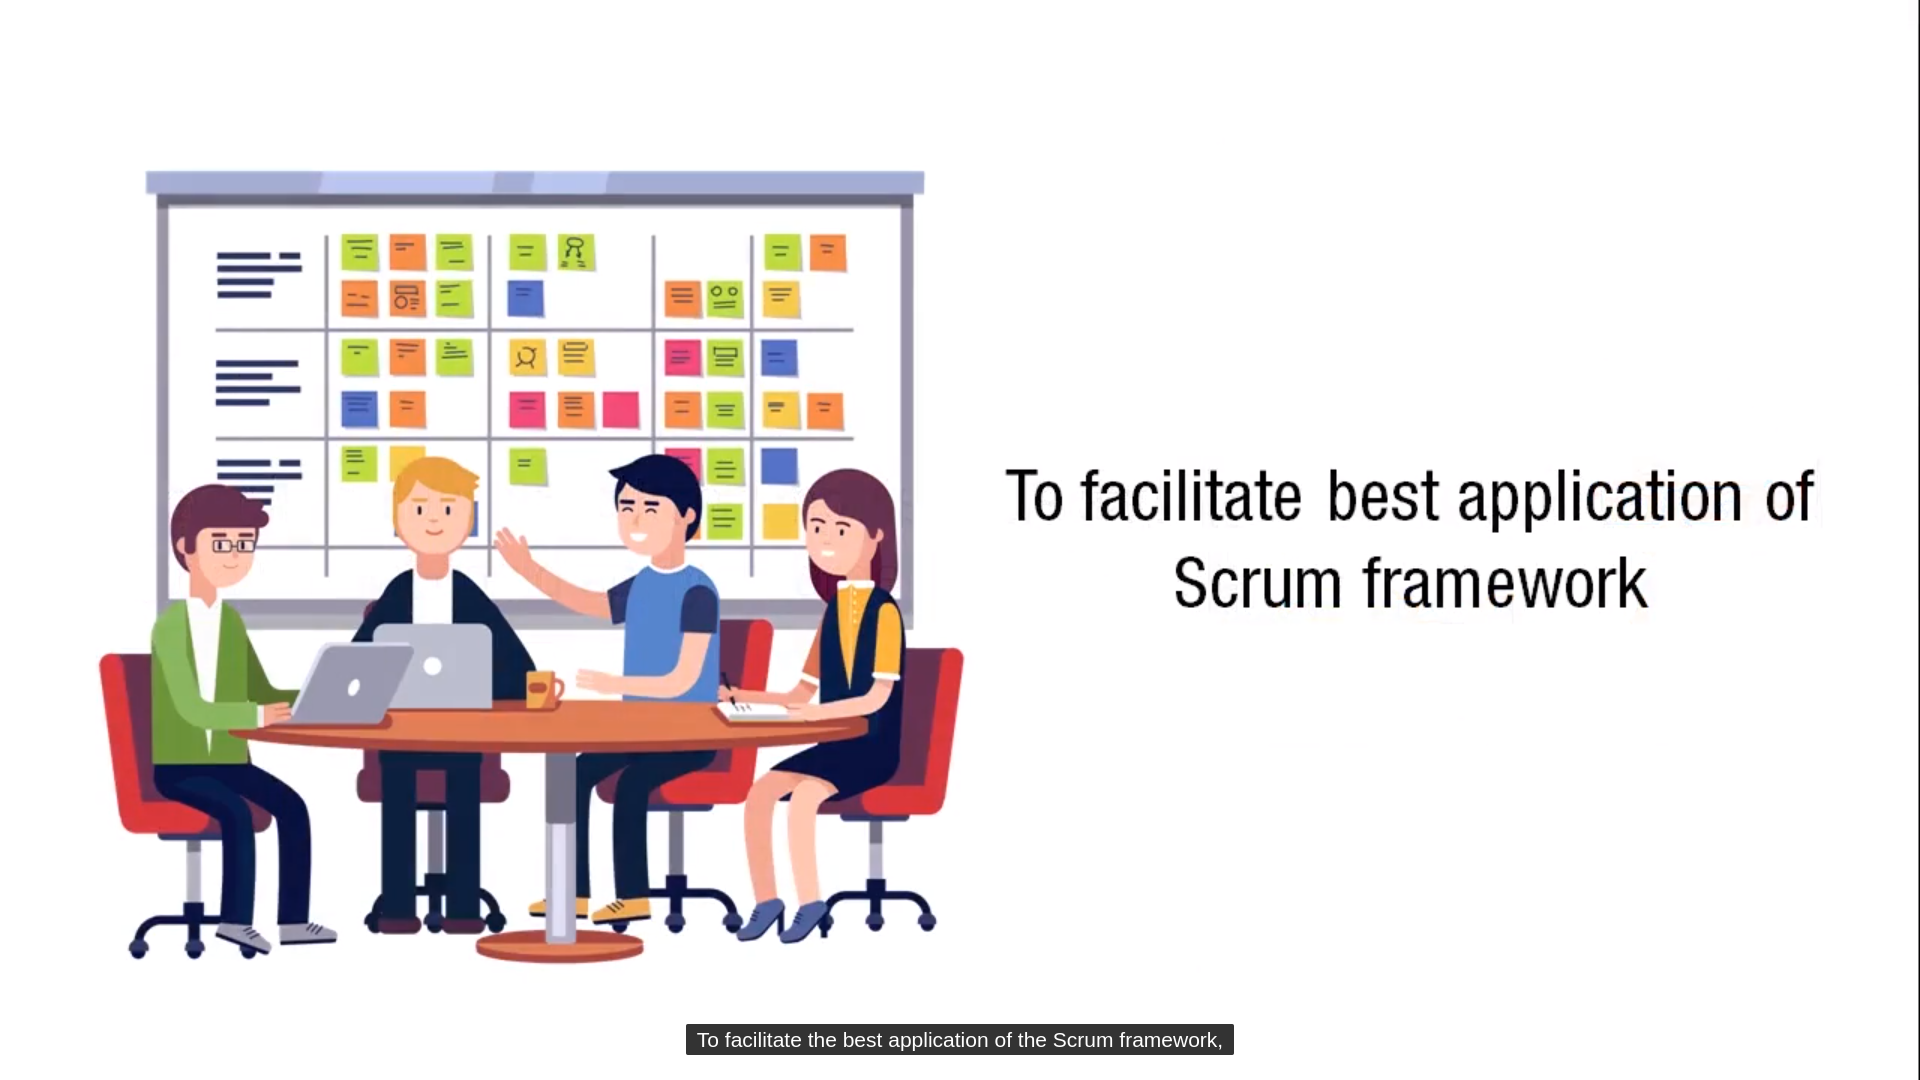 To facilitate best application of
Scrum framework
To facilitate the best application of the Scrum framework,